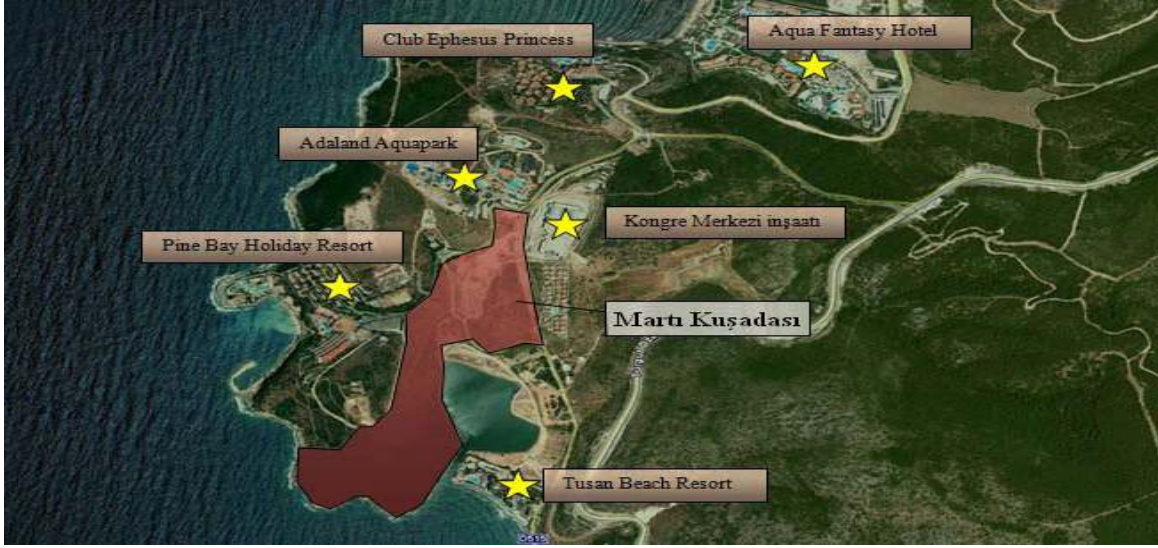 Club Ephesus Princess
Aqua Fantasy Hotel
Adaland Aquapark
Kongre Merkezi inşaatı
Pine Bay Holiday Resort
Martı Kuşadası
Tusan Beach Resort
D515